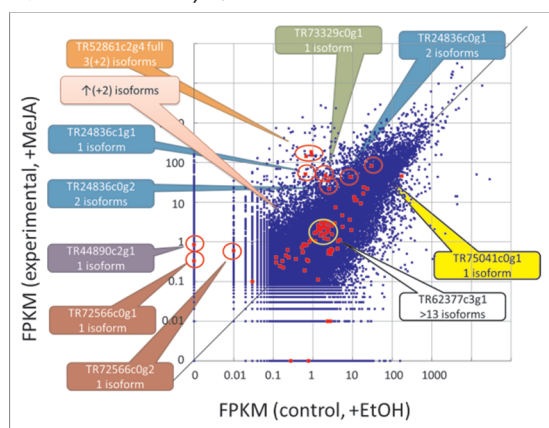 TR52861c2g4 full
3(+2) isoforms
TR73329c0g1
1 isoform
TR24836c0g1
2 isoforms
↑(+2) isoforms
TR24836c1g1
1 isoform
TR24836c0g2
2 isoforms
TR44890c2g1
1 isoform
TR72566c0g1
1 isoform
TR72566c0g2
1 isoform
TR75041c0g1
1 isoform
TR62377c3g1
>13 isoforms
FPKM (experimental, +MeJA)
100
10
1
0.1
0.01
0
0 0.01 0.1 1 10 100 1000
FPKM (control, +EtOH)